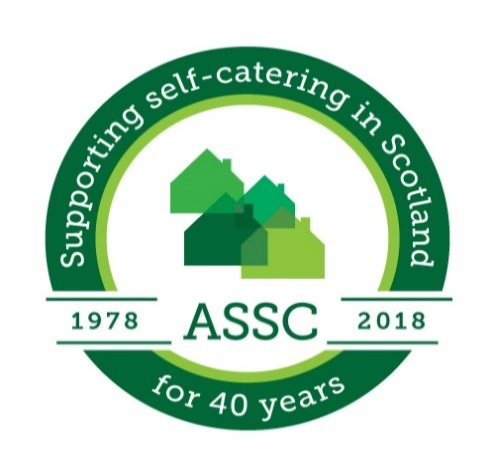 Supporting self-catering in Scotland
1978 ASSC 2018
for 40 years